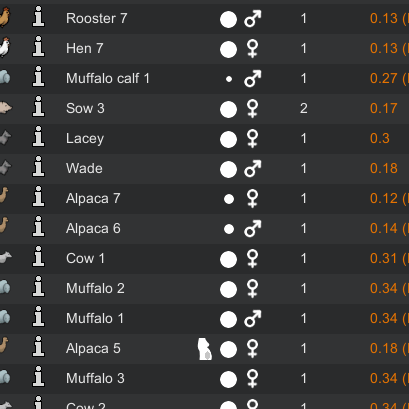 Rooster 7 1 0.13 (
Hen 7 1 0.13 (
Muffalo calf 1 1 0.27 (
Sow 3 2 0.17
Lacey 1 0.3
Wade 1 0.18
Alpaca 7 1 0.12 (
Alpaca 6 1 0.14 (
Cow 1 1 0.31 (
Muffalo 2 1 0.34 (
Muffalo 1 1 0.34 (
Alpaca 5 1 0.18 (
Muffalo 3 1 0.34 (
Cow 2 1 0.34 (